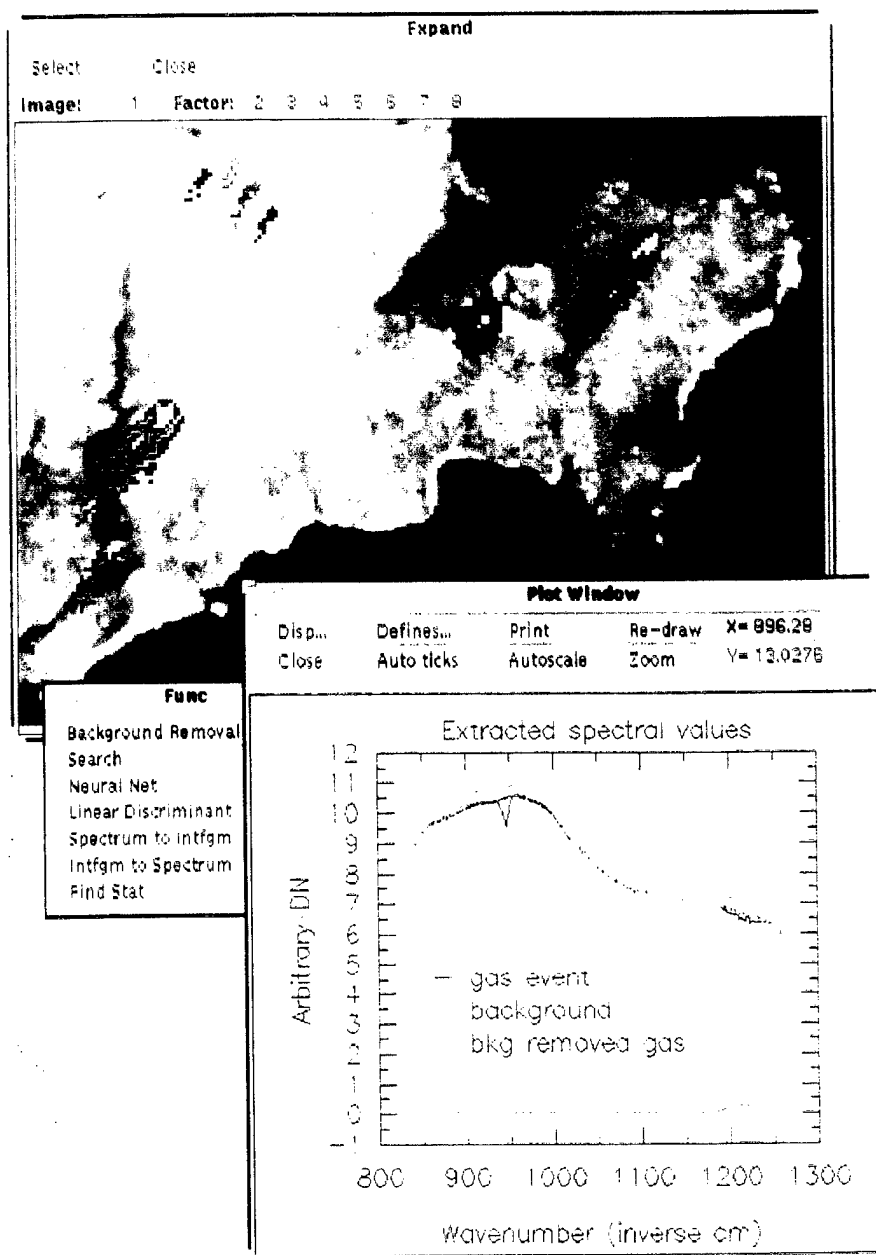 Expand
Select Close
Image: 1 Factor: 2 3 4 5 6 7 8
Plot Window
Disp... Defines... Print Re-draw X= 896.28
Close Auto ticks Autoscale Zoom Y= 13.0276
Func
Background Removal
Search
Neural Net
Linear Discriminant
Spectrum to Intfgm
Intfgm to Spectrum
Find Stat
Extracted spectral values
12
11
10
9
8
7
6
5
4
3
2
1
0
-1
Arbitrary DN
— gas event
background
bkg removed gas
800 900 1000 1100 1200 1300
Wavenumber (inverse cm)